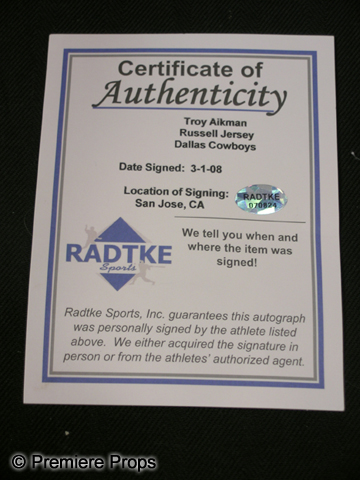 Certificate of
Authenticity
Troy Aikman
Russell Jersey
Dallas Cowboys
Date Signed: 3-1-08
Location of Signing:
San Jose, CA
RADTKE
070624
RADTKE
Sports
We tell you when and
where the item was
signed!
Radtke Sports, Inc. guarantees this autograph
was personally signed by the athlete listed
above. We either acquired the signature in
person or from the athletes' authorized agent.
© Premiere Props